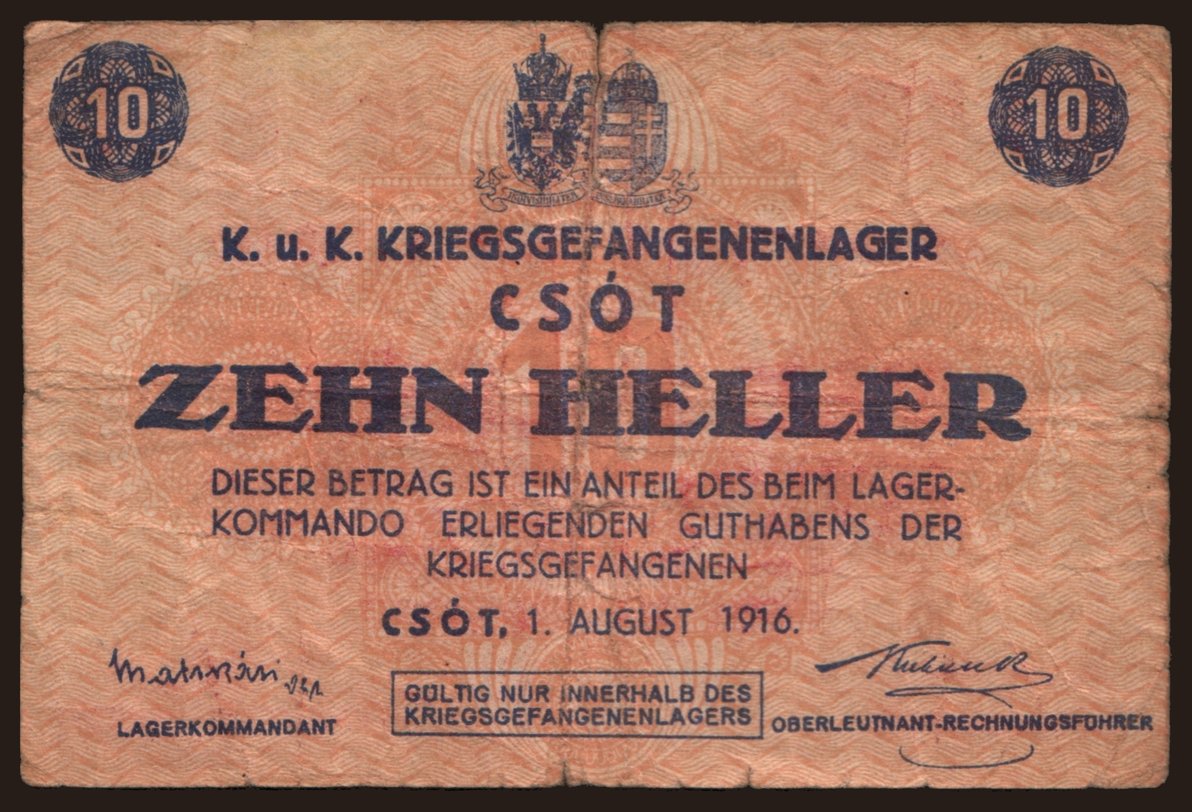 10
10
K. u. K. KRIEGSGEFANGENENLAGER
CSÓT
ZEHN HELLER
DIESER BETRAG IST EIN ANTEIL DES BEIM LAGER-
KOMMANDO ERLIEGENDEN GUTHABENS DER
KRIEGSGEFANGENEN
CSÓT, 1. AUGUST 1916.
LAGERKOMMANDANT
GÜLTIG NUR INNERHALB DES
KRIEGSGEFANGENENLAGERS
OBERLEUTNANT-RECHNUNGSFÜHRER